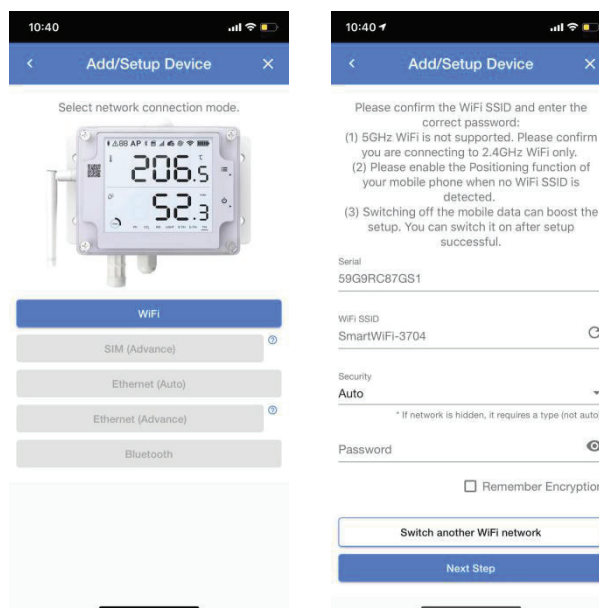 10:40
Add/Setup Device
Select network connection mode.
206.5
52.3
WiFi
SIM (Advance)
Ethernet (Auto)
Ethernet (Advance)
Bluetooth
10:40
Add/Setup Device
Please confirm the WiFi SSID and enter the
correct password:
(1) 5GHz WiFi is not supported. Please confirm
you are connecting to 2.4GHz WiFi only.
(2) Please enable the Positioning function of
your mobile phone when no WiFi SSID is
detected.
(3) Switching off the mobile data can boost the
setup. You can switch it on after setup
successful.
Serial
59G9RC87GS1
WiFi SSID
SmartWiFi-3704
Security
Auto
* If network is hidden, it requires a type (not auto
Password
Remember Encryption
Switch another WiFi network
Next Step